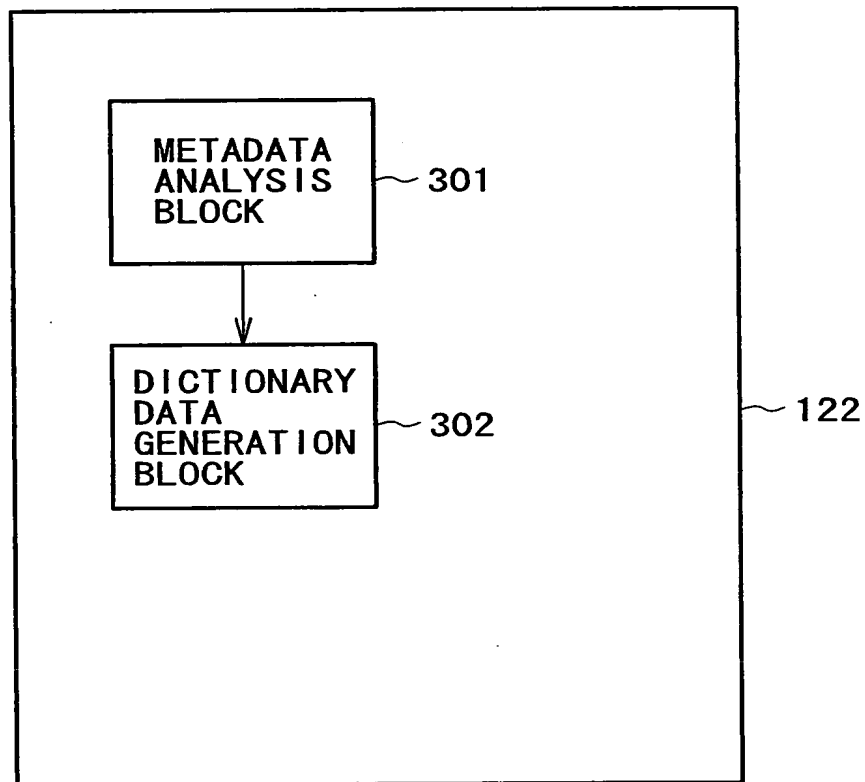 METADATA
ANALYSIS
BLOCK
301
DICTIONARY
DATA
GENERATION
BLOCK
302
122